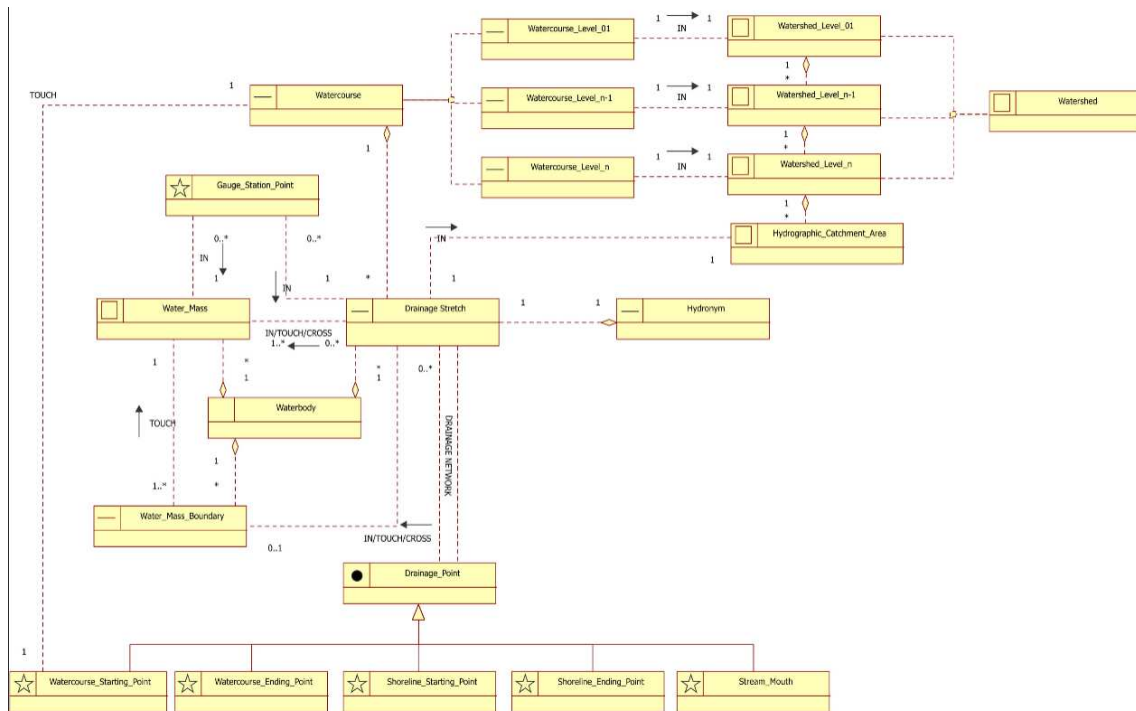 Watercourse_Level_01
1
1
IN
Watershed_Level_01
1
*
TOUCH
1
Watercourse
Watercourse_Level_n-1
1
1
IN
Watershed_Level_n-1
Watershed
1
*
1
Watercourse_Level_n
1
1
IN
Watershed_Level_n
Gauge_Station_Point
1
*
0..*
0..*
IN
Hydrographic_Catchment_Area
IN
1
1
1
*
1
IN
Water_Mass
Drainage Stretch
1
1
Hydronym
IN/TOUCH/CROSS
1..*
0..*
1
*
*
0..*
1
1
Waterbody
TOUCH
DRAINAGE NETWORK
1
1..*
*
Water_Mass_Boundary
IN/TOUCH/CROSS
0..1
Drainage_Point
1
Watercourse_Starting_Point
Watercourse_Ending_Point
Shoreline_Starting_Point
Shoreline_Ending_Point
Stream_Mouth